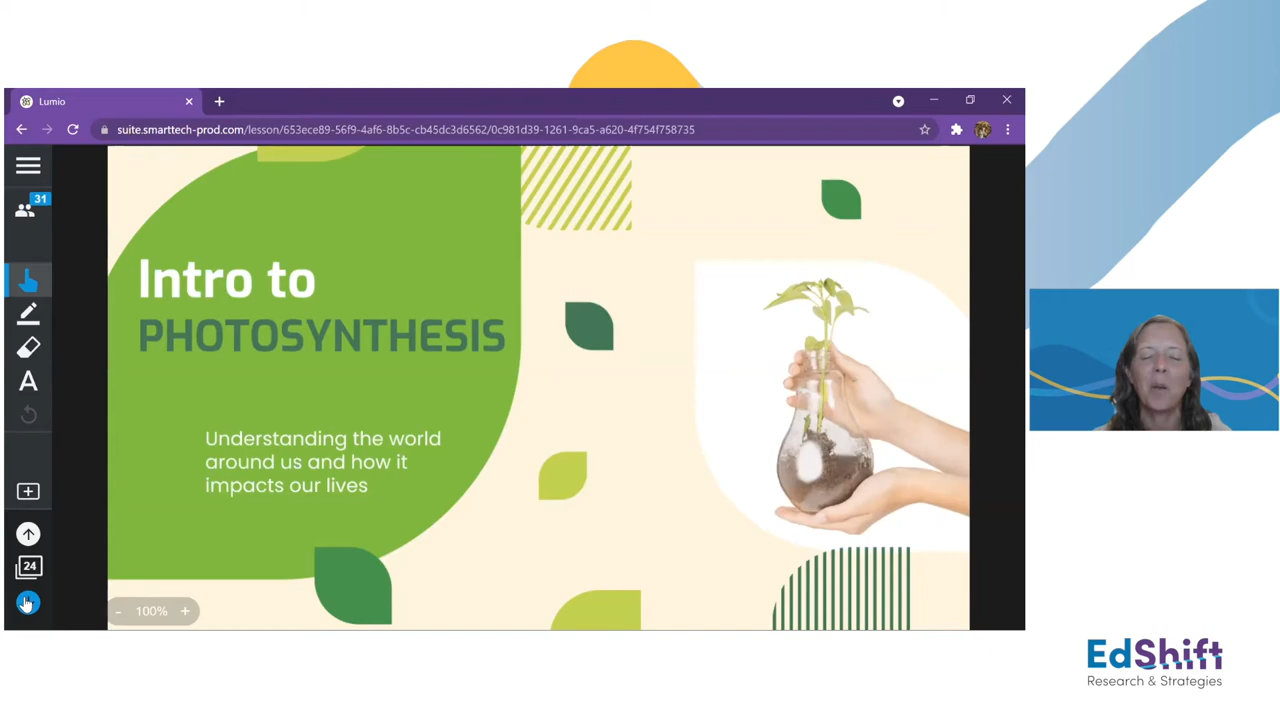 Lumio
suite.smarttech-prod.com/lesson/653ece89-56f9-4af6-8b5c-cb45dc3d6562/0c981d39-1261-9ca5-a620-4f754f758735
31
Intro to
PHOTOSYNTHESIS
Understanding the world
around us and how it
impacts our lives
A
24
- 100% +
EdShift
Research & Strategies